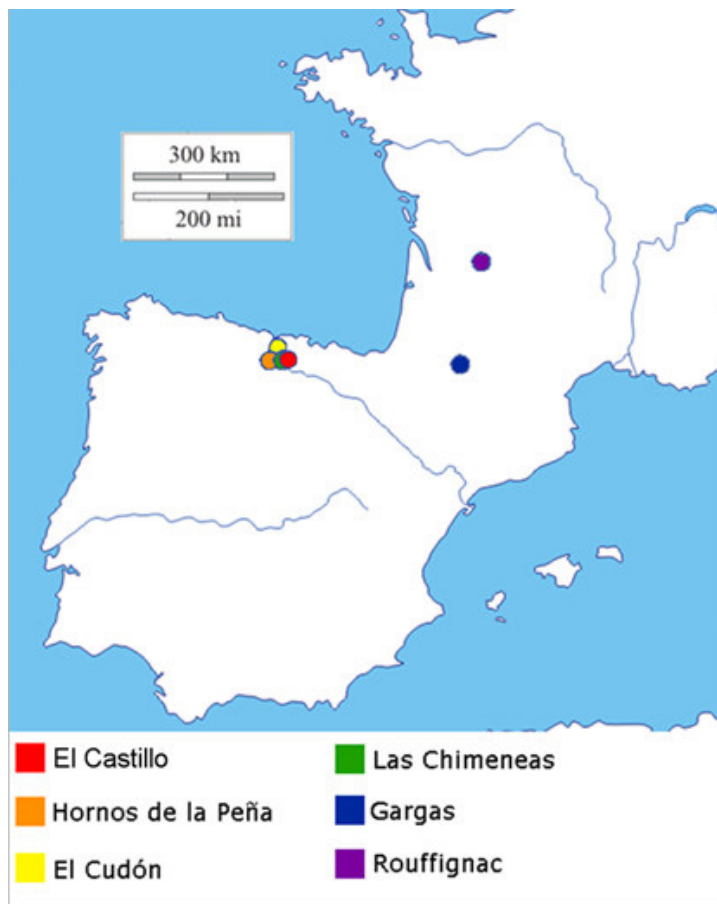 300 km
200 mi
El Castillo
Hornos de la Peña
El Cudón
Las Chimeneas
Gargas
Rouffignac